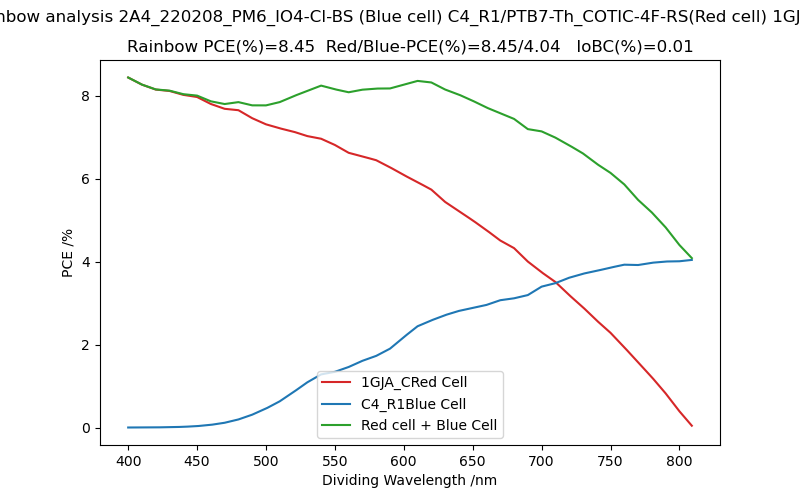 nbow analysis 2A4_220208_PM6_IO4-Cl-BS (Blue cell) C4_R1/PTB7-Th_COTIC-4F-RS(Red cell) 1GJ
Rainbow PCE(%)=8.45 Red/Blue-PCE(%)=8.45/4.04 IoBC(%)=0.01
PCE /%
8
6
4
2
0
1GJA_CRed Cell
C4_R1Blue Cell
Red cell + Blue Cell
400 450 500 550 600 650 700 750 800
Dividing Wavelength /nm